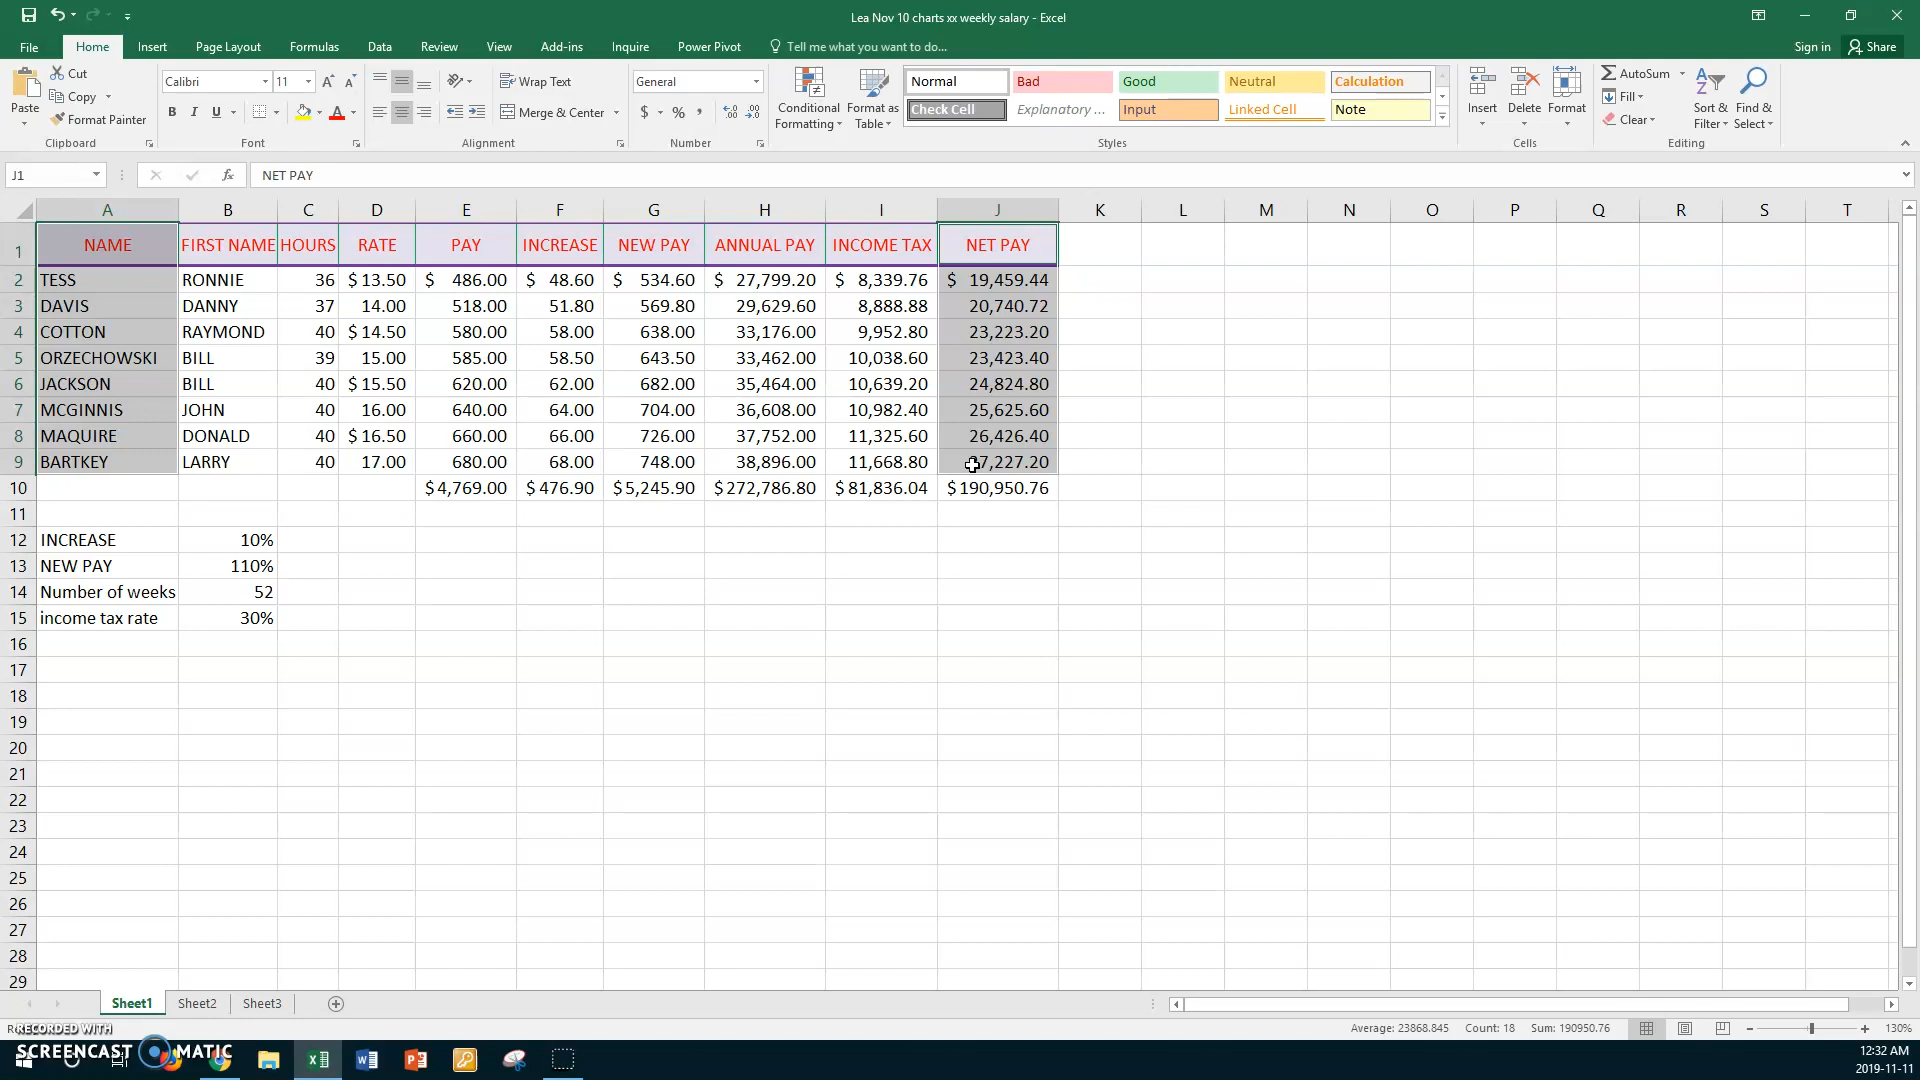 Lea Nov 10 charts xx weekly salary - Excel
File Home Insert Page Layout Formulas Data Review View Add-ins Inquire Power Pivot Tell me what you want to do... Sign in Share
Paste Cut Copy Format Painter Clipboard
Calibri 11 B I U A Font
Wrap Text Merge & Center Alignment
General $ % Number
Conditional Formatting Format as Table
Normal Bad Good Neutral Calculation
Check Cell Explanatory ... Input Linked Cell Note
Styles
Insert Delete Format Cells
AutoSum Fill Clear Sort & Filter Find & Select Editing
J1 fx NET PAY
A B C D E F G H I J K L M N O P Q R S T
1 NAME FIRST NAME HOURS RATE PAY INCREASE NEW PAY ANNUAL PAY INCOME TAX NET PAY
2 TESS RONNIE 36 $ 13.50 $ 486.00 $ 48.60 $ 534.60 $ 27,799.20 $ 8,339.76 $ 19,459.44
3 DAVIS DANNY 37 14.00 518.00 51.80 569.80 29,629.60 8,888.88 20,740.72
4 COTTON RAYMOND 40 $ 14.50 580.00 58.00 638.00 33,176.00 9,952.80 23,223.20
5 ORZECHOWSKI BILL 39 15.00 585.00 58.50 643.50 33,462.00 10,038.60 23,423.40
6 JACKSON BILL 40 $ 15.50 620.00 62.00 682.00 35,464.00 10,639.20 24,824.80
7 MCGINNIS JOHN 40 16.00 640.00 64.00 704.00 36,608.00 10,982.40 25,625.60
8 MAQUIRE DONALD 40 $ 16.50 660.00 66.00 726.00 37,752.00 11,325.60 26,426.40
9 BARTKEY LARRY 40 17.00 680.00 68.00 748.00 38,896.00 11,668.80 27,227.20
10 $ 4,769.00 $ 476.90 $ 5,245.90 $ 272,786.80 $ 81,836.04 $ 190,950.76
11
12 INCREASE 10%
13 NEW PAY 110%
14 Number of weeks 52
15 income tax rate 30%
16
17
18
19
20
21
22
23
24
25
26
27
28
29
Sheet1 Sheet2 Sheet3
Average: 23868.845 Count: 18 Sum: 190950.76 130%
RECORDED WITH
SCREENCAST MATIC
12:32 AM
2019-11-11